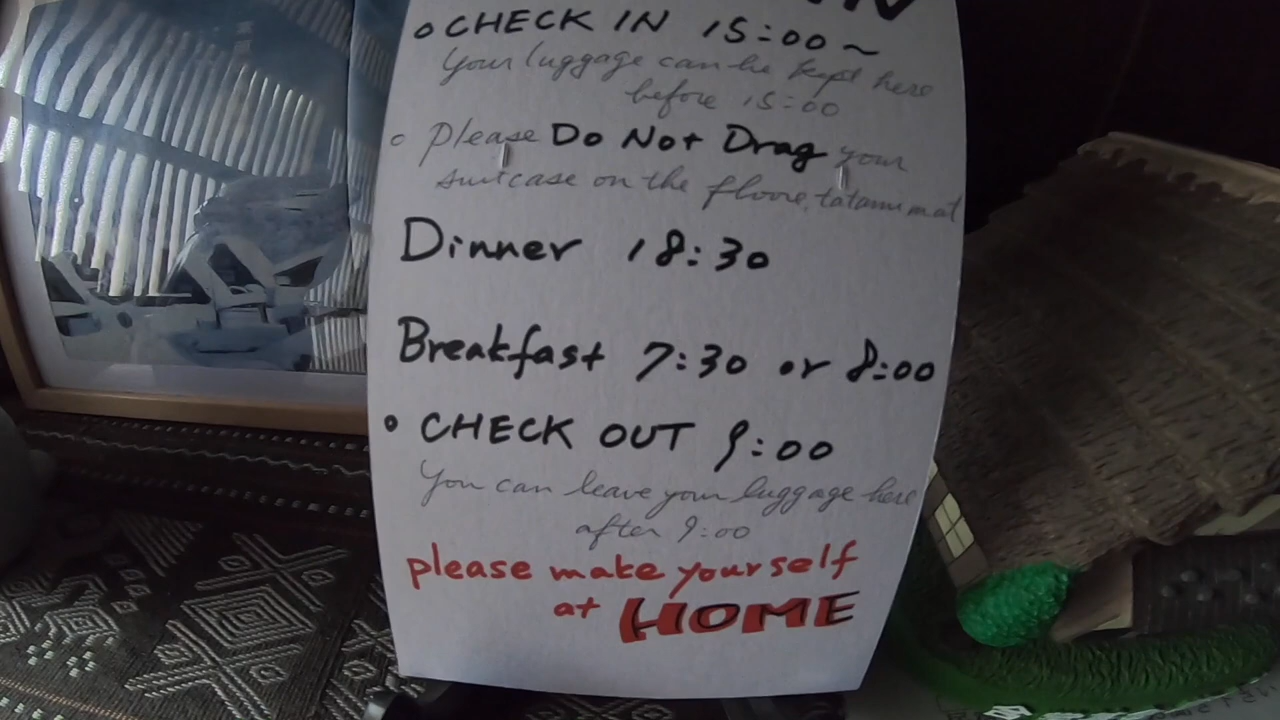 ○ CHECK IN 15:00~
Your luggage can be kept here
before 15:00
○ Please Do Not Drag your
suitcase on the floore, tatami mat
Dinner 18:30
Breakfast 7:30 or 8:00
○ CHECK OUT 9:00
You can leave your luggage here
after 9:00
please make yourself
at HOME